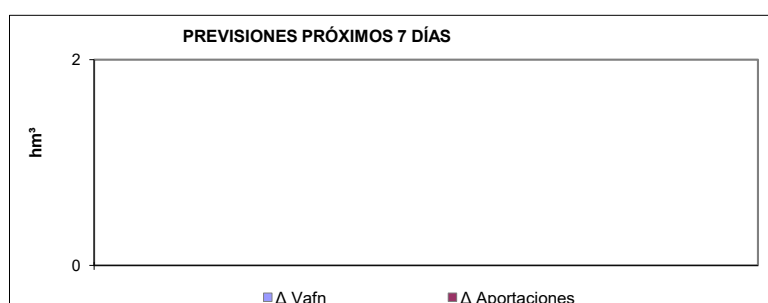 PREVISIONES PRÓXIMOS 7 DÍAS
2
hm³
0
Δ Vafn
Δ Aportaciones